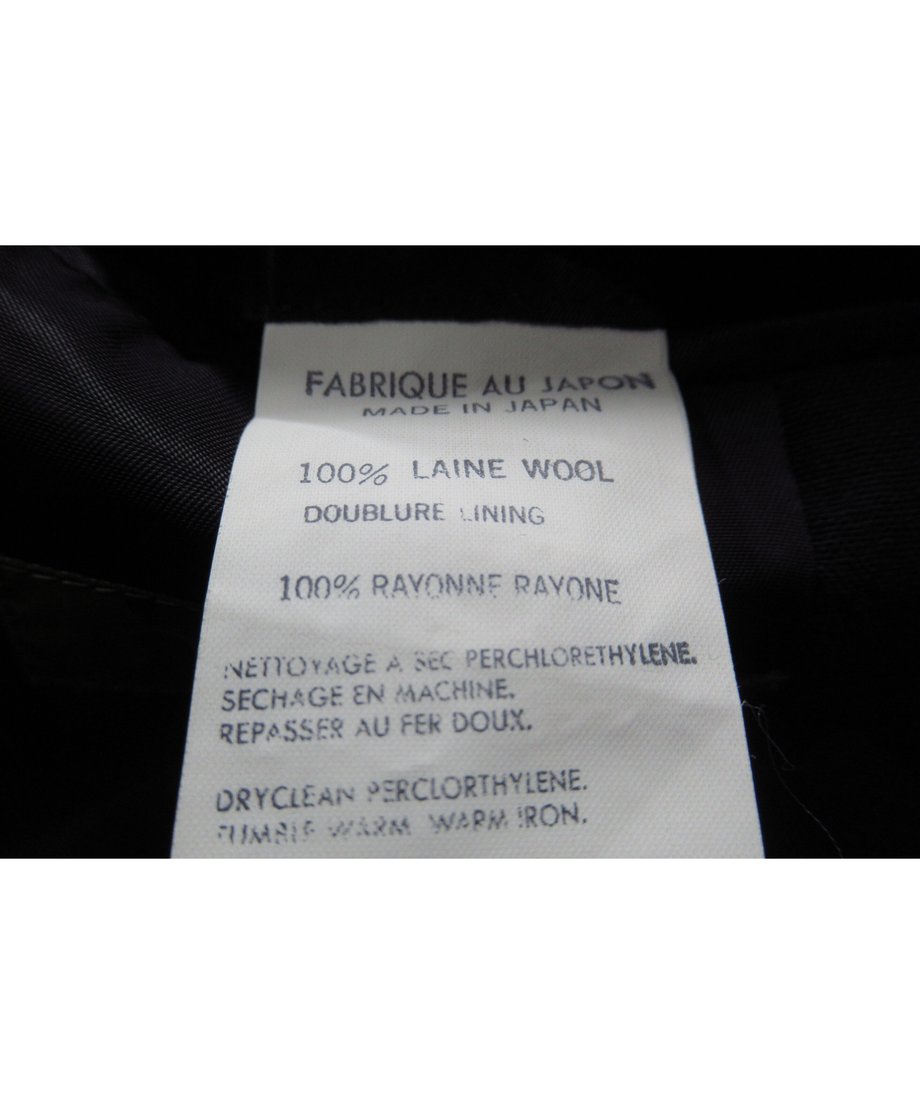 FABRIQUE AU JAPON
MADE IN JAPAN
100% LAINE WOOL
DOUBLURE LINING
100% RAYONNE RAYONE
NETTOYAGE A SEC PERCHLORETHYLENE.
SECHAGE EN MACHINE.
REPASSER AU FER DOUX.
DRYCLEAN PERCLORTHYLENE.
TUMBLE WARM WARM IRON.